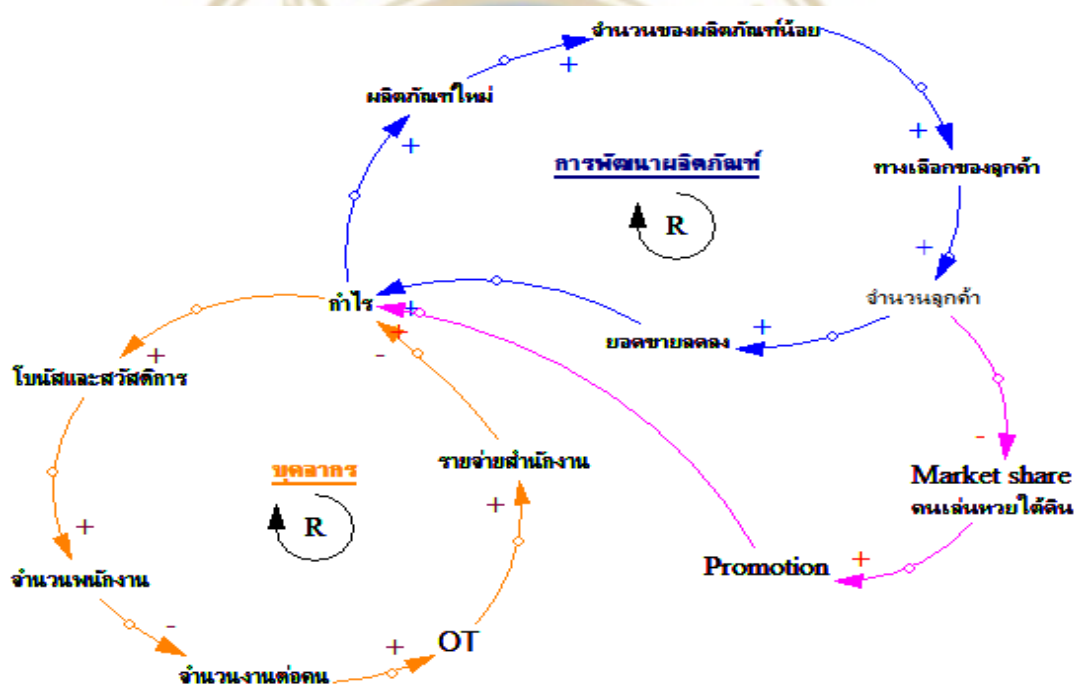 จำนวนของผลิตภัณฑ์น้อย
+
ผลิตภัณฑ์ใหม่
+
+
การพัฒนาผลิตภัณฑ์
ทางเลือกของลูกค้า
R
+
กำไร
+
จำนวนลูกค้า
+
+
ยอดขายลดลง
-
+
โบนัสและสวัสดิการ
บุคลากร
รายจ่ายสำนักงาน
-
Market share
คนเล่นหวยใต้ดิน
+
R
+
จำนวนพนักงาน
Promotion
+
-
+
OT
จำนวนงานต่อคน